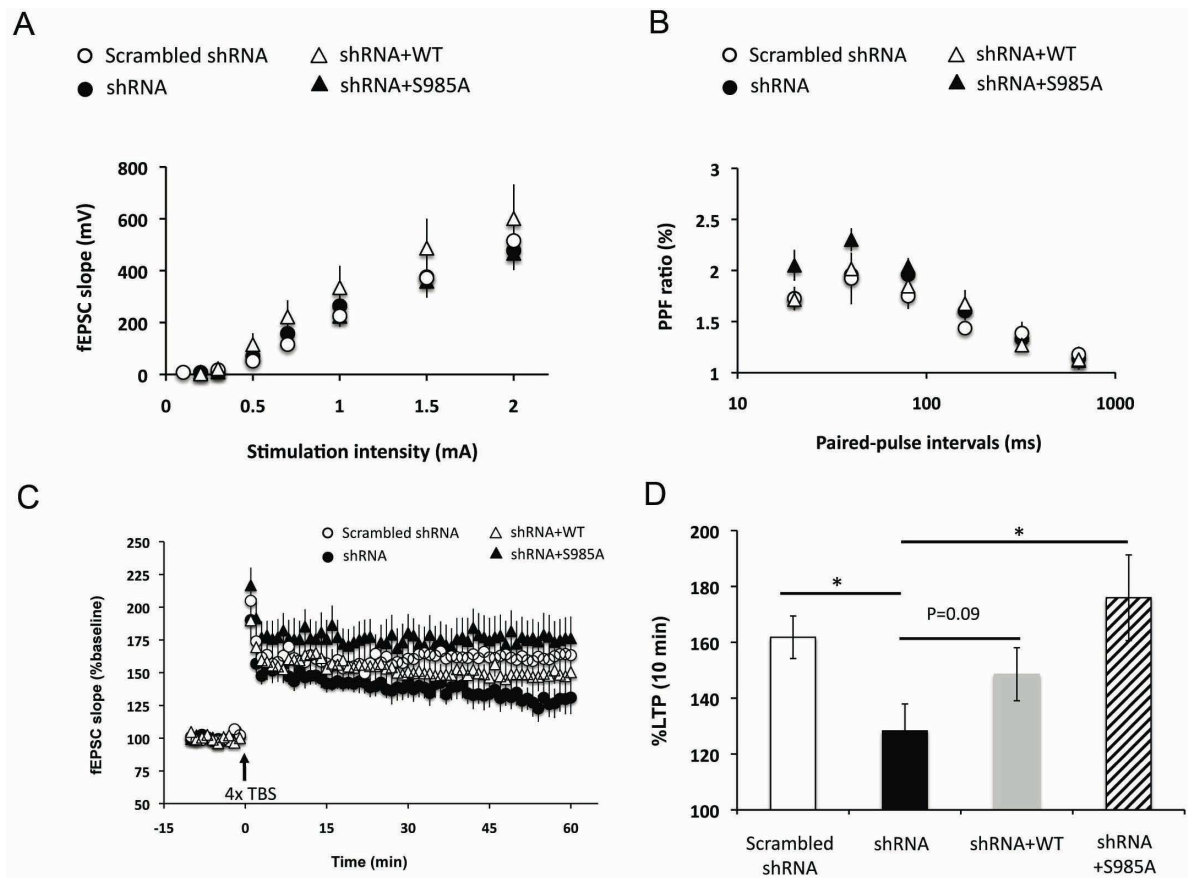 A
Scrambled shRNA
shRNA+WT
shRNA
shRNA+S985A
fEPSC slope (mV)
800
600
400
200
0
0
0.5
1
1.5
2
Stimulation intensity (mA)
B
Scrambled shRNA
shRNA+WT
shRNA
shRNA+S985A
PPF ratio (%)
3
2.5
2
1.5
1
10
100
1000
Paired-pulse intervals (ms)
C
Scrambled shRNA
shRNA+WT
shRNA
shRNA+S985A
fEPSC slope (%baseline)
250
225
200
175
150
125
100
75
50
4x TBS
-15
0
15
30
45
60
Time (min)
D
%LTP (10 min)
200
180
160
140
120
100
*
*
P=0.09
Scrambled
shRNA
shRNA
shRNA+WT
shRNA
+S985A